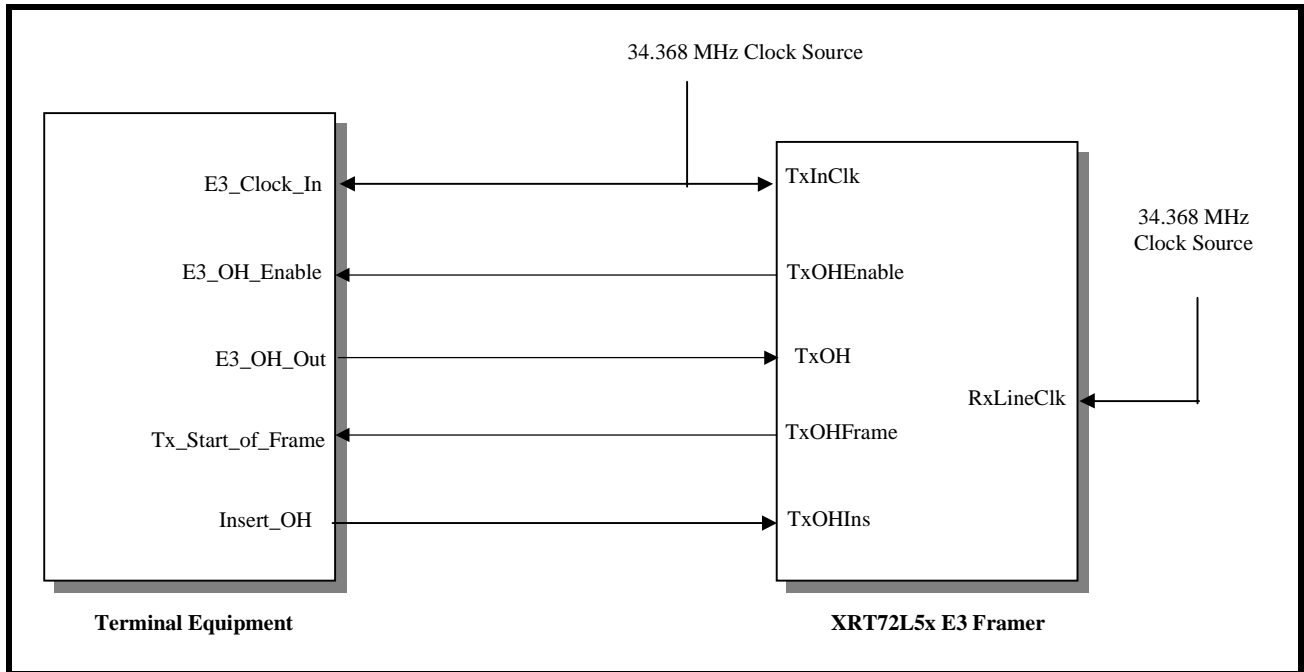 34.368 MHz Clock Source
E3_Clock_In
TxInClk
34.368 MHz
Clock Source
E3_OH_Enable
TxOHEnable
E3_OH_Out
TxOH
RxLineClk
Tx_Start_of_Frame
TxOHFrame
Insert_OH
TxOHIns
Terminal Equipment
XRT72L5x E3 Framer